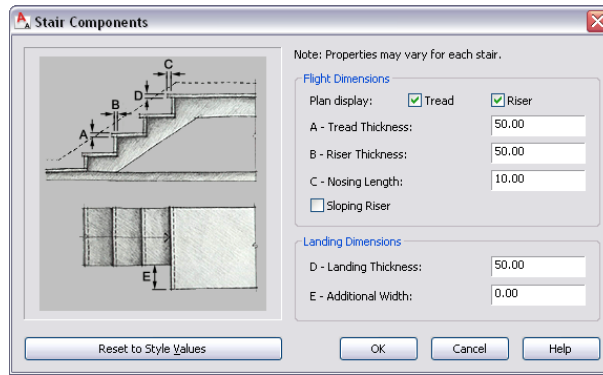 Stair Components
C
D
B
A
E
Note: Properties may vary for each stair.
Flight Dimensions
Plan display: Tread Riser
A - Tread Thickness: 50.00
B - Riser Thickness: 50.00
C - Nosing Length: 10.00
Sloping Riser
Landing Dimensions
D - Landing Thickness: 50.00
E - Additional Width: 0.00
Reset to Style Values OK Cancel Help